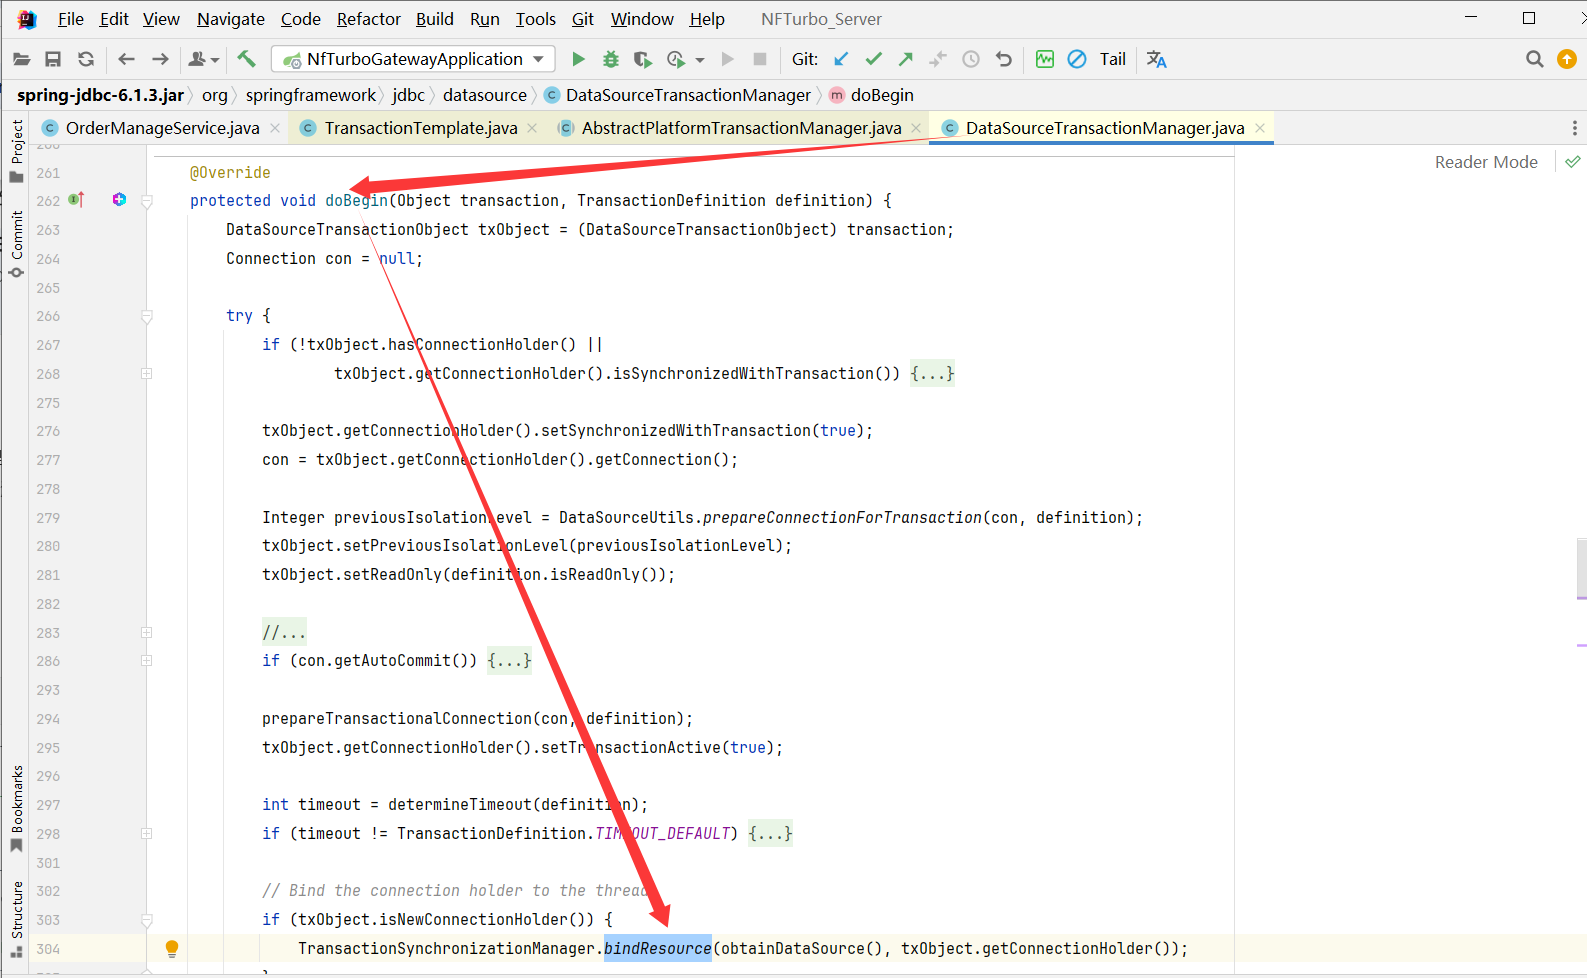 File Edit View Navigate Code Refactor Build Run Tools Git Window Help NFTurbo_Server
NfTurboGatewayApplication Git: Tail
spring-jdbc-6.1.3.jar org springframework jdbc datasource DataSourceTransactionManager doBegin
OrderManageService.java TransactionTemplate.java AbstractPlatformTransactionManager.java DataSourceTransactionManager.java
Reader Mode
Project
Commit
Bookmarks
Structure
261 @Override
262 protected void doBegin(Object transaction, TransactionDefinition definition) {
263 DataSourceTransactionObject txObject = (DataSourceTransactionObject) transaction;
264 Connection con = null;
265
266 try {
267 if (!txObject.hasConnectionHolder() ||
268 txObject.getConnectionHolder().isSynchronizedWithTransaction()) {...}
275
276 txObject.getConnectionHolder().setSynchronizedWithTransaction(true);
277 con = txObject.getConnectionHolder().getConnection();
278
279 Integer previousIsolationLevel = DataSourceUtils.prepareConnectionForTransaction(con, definition);
280 txObject.setPreviousIsolationLevel(previousIsolationLevel);
281 txObject.setReadOnly(definition.isReadOnly());
282
283 //...
286 if (con.getAutoCommit()) {...}
293
294 prepareTransactionalConnection(con, definition);
295 txObject.getConnectionHolder().setTransactionActive(true);
296
297 int timeout = determineTimeout(definition);
298 if (timeout != TransactionDefinition.TIMEOUT_DEFAULT) {...}
301
302 // Bind the connection holder to the thread
303 if (txObject.isNewConnectionHolder()) {
304 TransactionSynchronizationManager.bindResource(obtainDataSource(), txObject.getConnectionHolder());